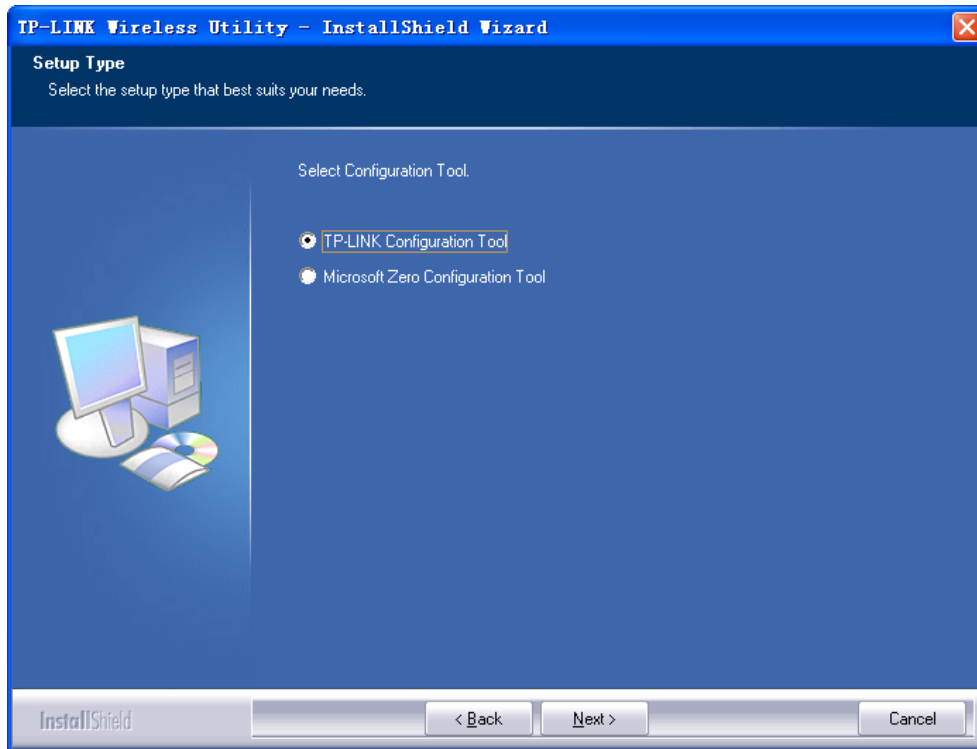 TP-LINK Wireless Utility - InstallShield Wizard
Setup Type
Select the setup type that best suits your needs.
Select Configuration Tool.
TP-LINK Configuration Tool
Microsoft Zero Configuration Tool
InstallShield
< Back
Next >
Cancel